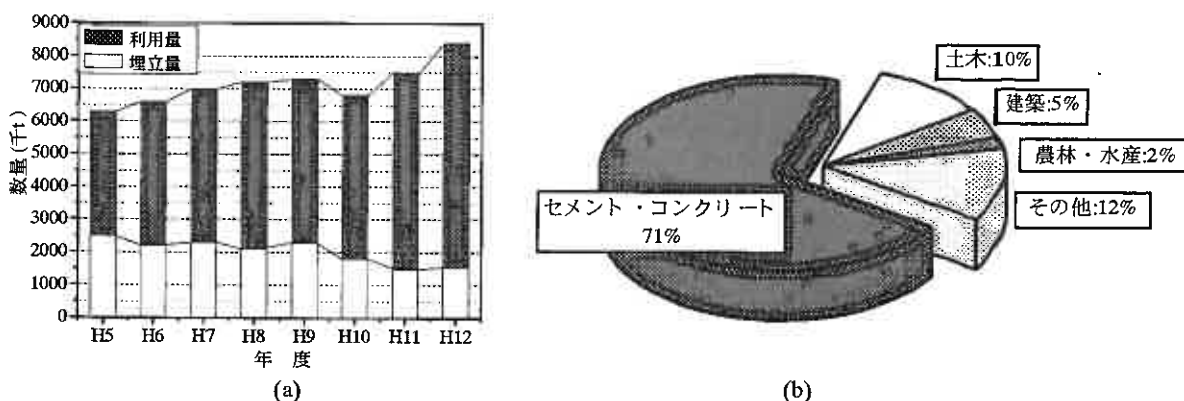 9000
8000
7000
6000
5000
4000
3000
2000
1000
0
数量(千t)
利用量
埋立量
H5 H6 H7 H8 H9 H10 H11 H12
年 度
(a)
土木:10%
建築:5%
農林・水産:2%
その他:12%
セメント・コンクリート
71%
(b)